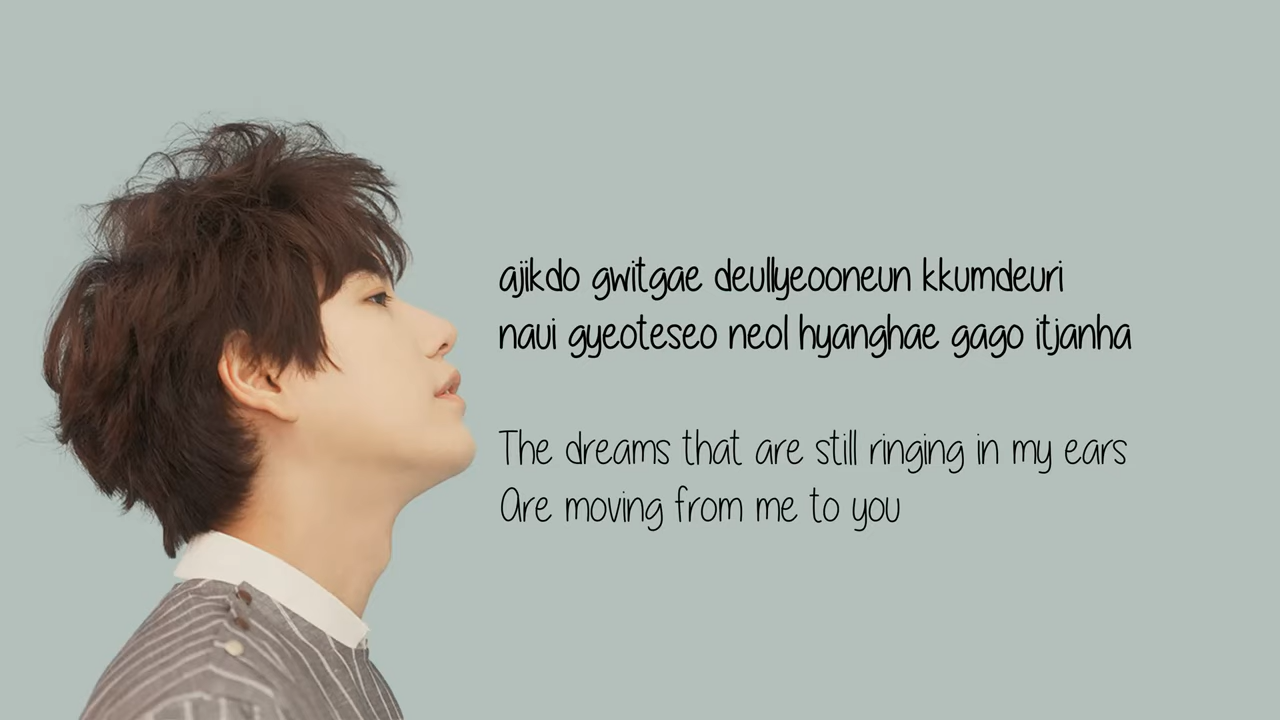 ajikdo gwitgae deullyeooneun kkumdeuri
naui gyeoteseo neol hyanghae gago itjanha
The dreams that are still ringing in my ears
Are moving from me to you